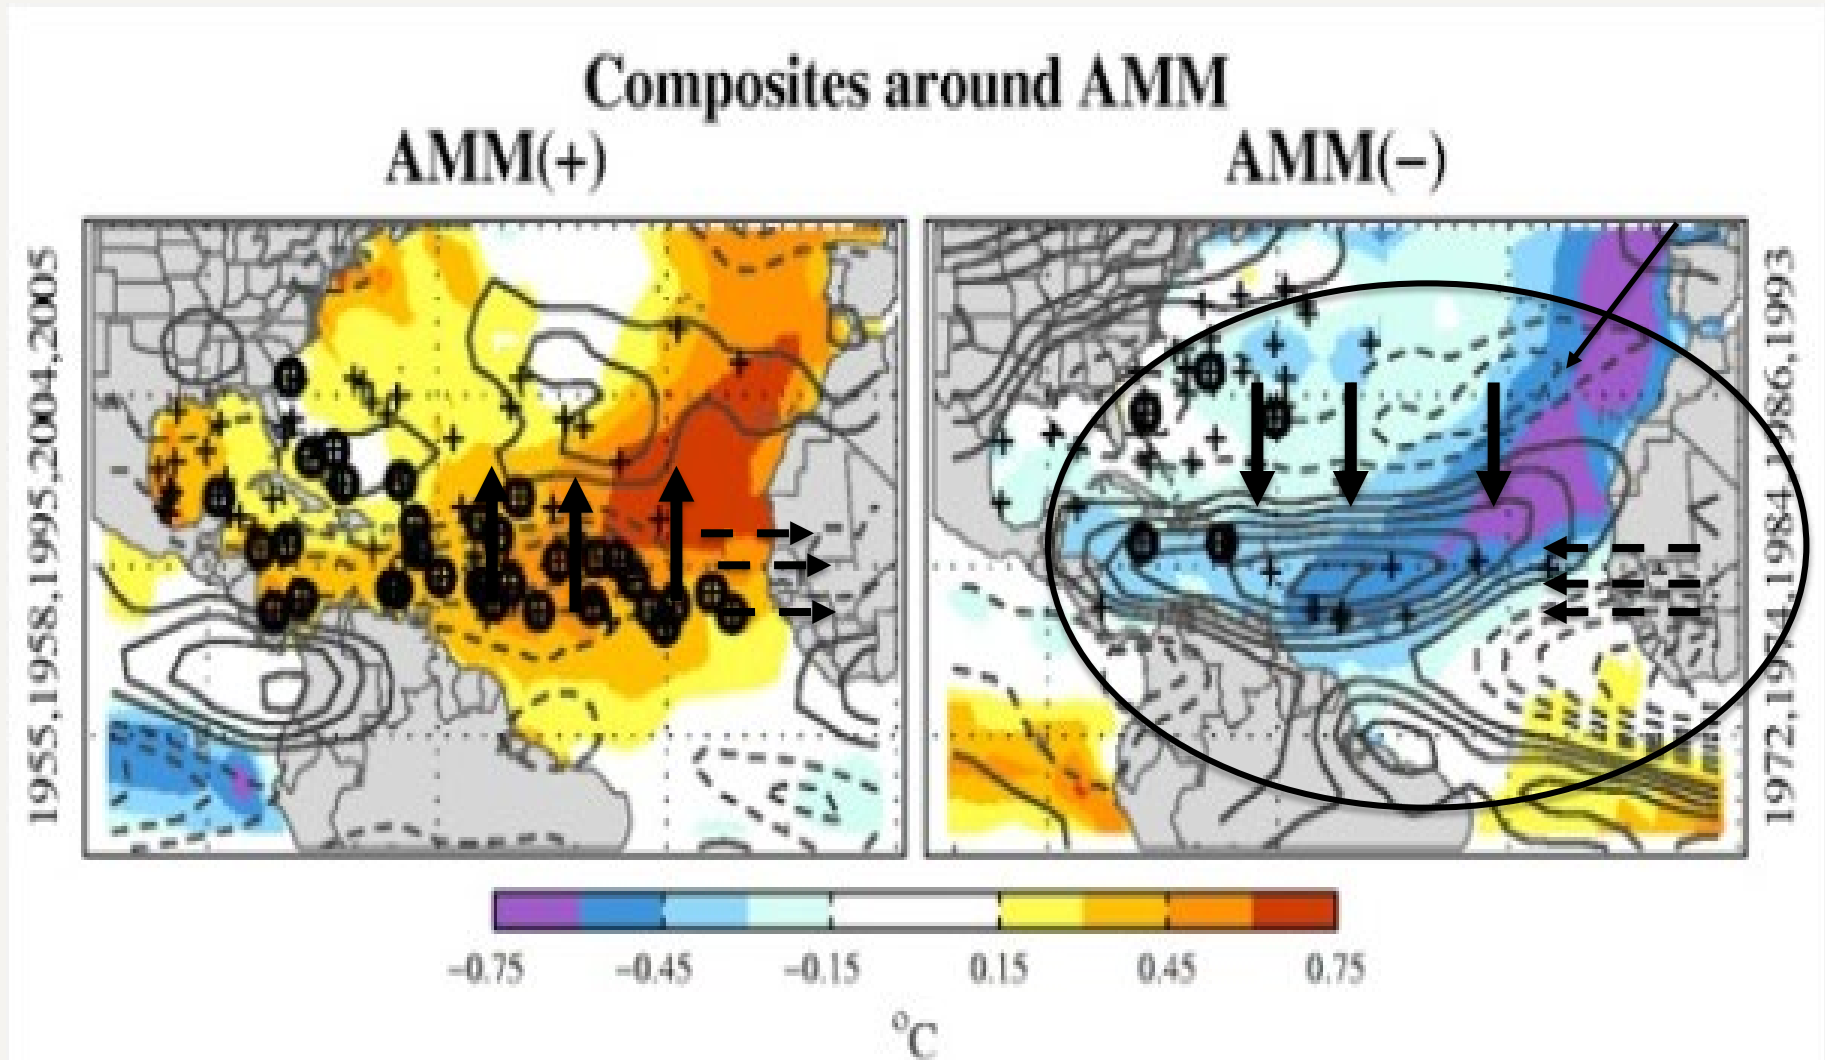 Composites around AMM
AMM(+)
AMM(−)
1955,1958,1995,2004,2005
1972,1974,1984,1986,1993
−0.75 −0.45 −0.15 0.15 0.45 0.75
°C